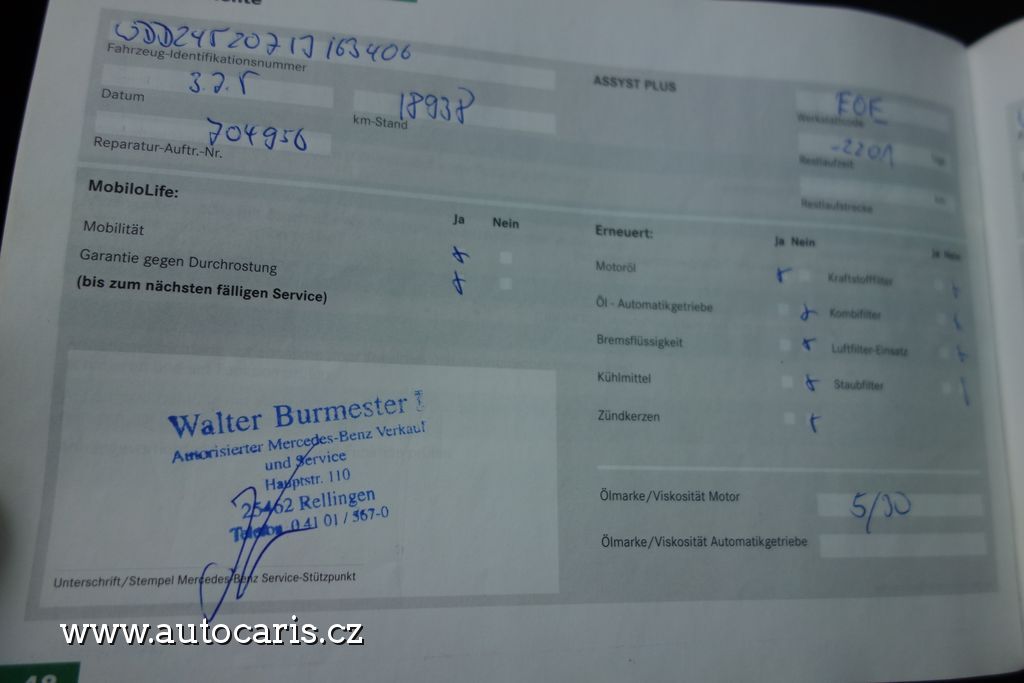 WDD2452071J163406
Fahrzeug-Identifikationsnummer
ASSYST PLUS
3.7.5
Datum
18938
km-Stand
EOE
Werkstattcode
704956
Reparatur-Auftr.-Nr.
-2201
Restlaufzeit
Restlaufstrecke
km
MobiloLife:
Ja Nein
Mobilität
Garantie gegen Durchrostung
(bis zum nächsten fälligen Service)
Erneuert:
Ja Nein
Ja Nein
Motoröl
Kraftstofffilter
Öl - Automatikgetriebe
Kombifilter
Bremsflüssigkeit
Luftfilter-Einsatz
Kühlmittel
Staubfilter
Zündkerzen
Walter Burmester
Autorisierter Mercedes-Benz Verkauf
und Service
Hauptstr. 110
25462 Rellingen
Telefon 0 41 01 / 567-0
Unterschrift/Stempel Mercedes-Benz Service-Stützpunkt
Ölmarke/Viskosität Motor
5/30
Ölmarke/Viskosität Automatikgetriebe
www.autocaris.cz
48